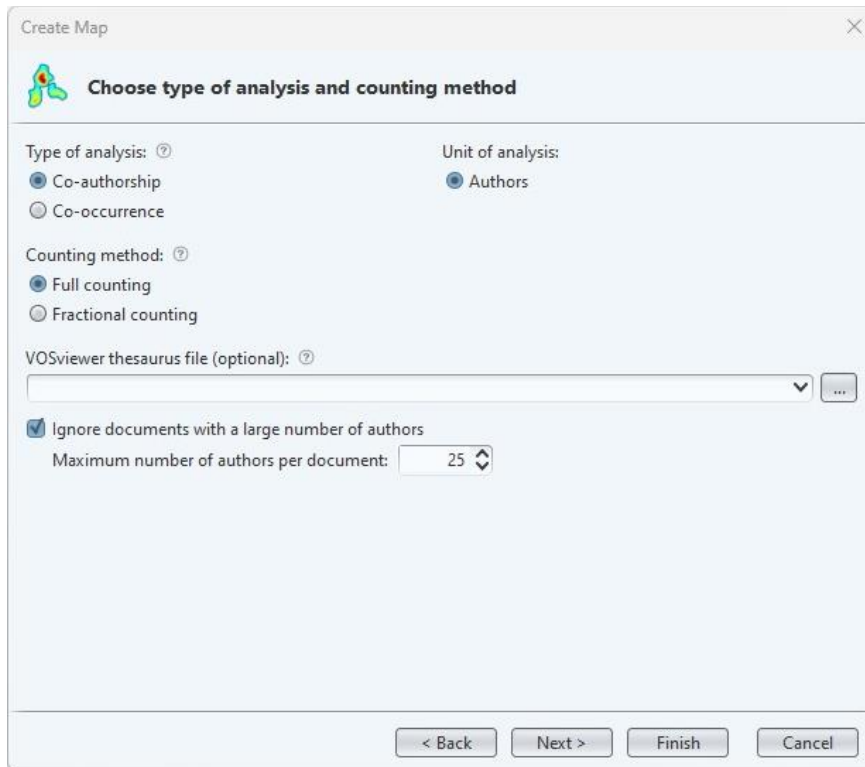 Create Map
Choose type of analysis and counting method
Type of analysis:
Unit of analysis:
Co-authorship
Authors
Co-occurrence
Counting method:
Full counting
Fractional counting
VOSviewer thesaurus file (optional):
...
Ignore documents with a large number of authors
Maximum number of authors per document: 25
< Back
Next >
Finish
Cancel